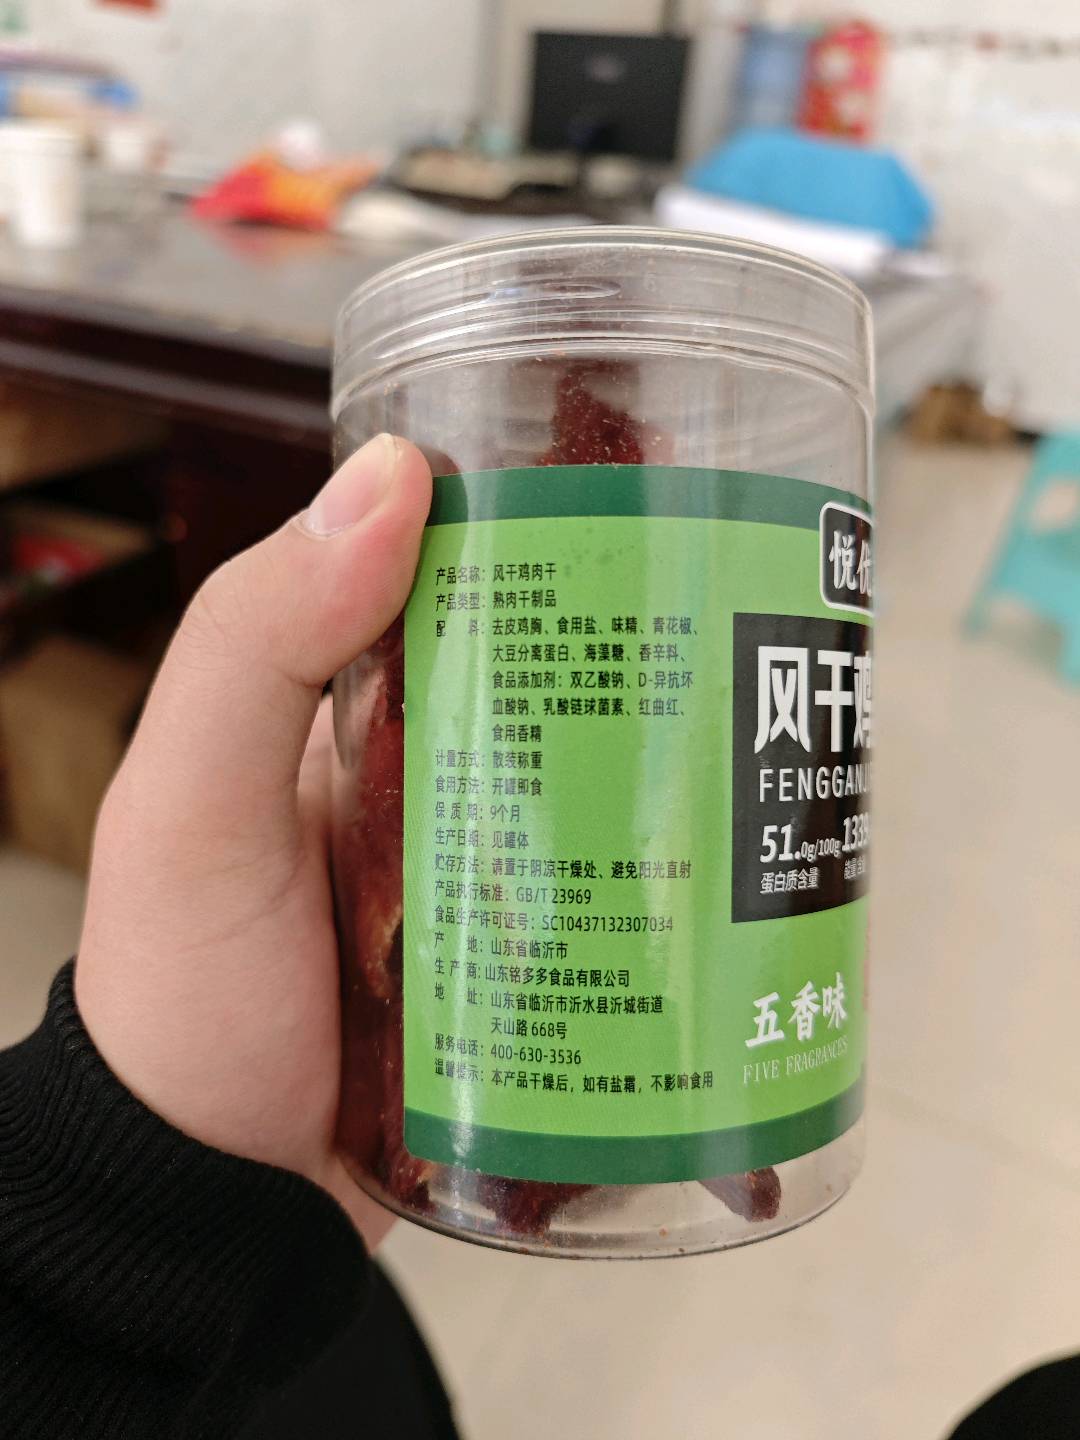 产品名称：风干鸡肉干
产品类型：熟肉干制品
配 料：去皮鸡胸、食用盐、味精、青花椒、
大豆分离蛋白、海藻糖、香辛料、
食品添加剂：双乙酸钠、D-异抗坏
血酸钠、乳酸链球菌素、红曲红、
食用香精
计量方式：散装称重
食用方法：开罐即食
保 质 期：9个月
生产日期：见罐体
贮存方法：请置于阴凉干燥处、避免阳光直射
产品执行标准：GB/T 23969
食品生产许可证号：SC10437132307034
产 地：山东省临沂市
生 产 商：山东铭多多食品有限公司
地 址：山东省临沂市沂水县沂城街道
天山路 668号
服务电话：400-630-3536
温馨提示：本产品干燥后，如有盐霜，不影响食用
悦优
风干鸡
FENGGANJ
51.0g/100g 1339
蛋白质含量 能量含
五香味
FIVE FRAGRANCES